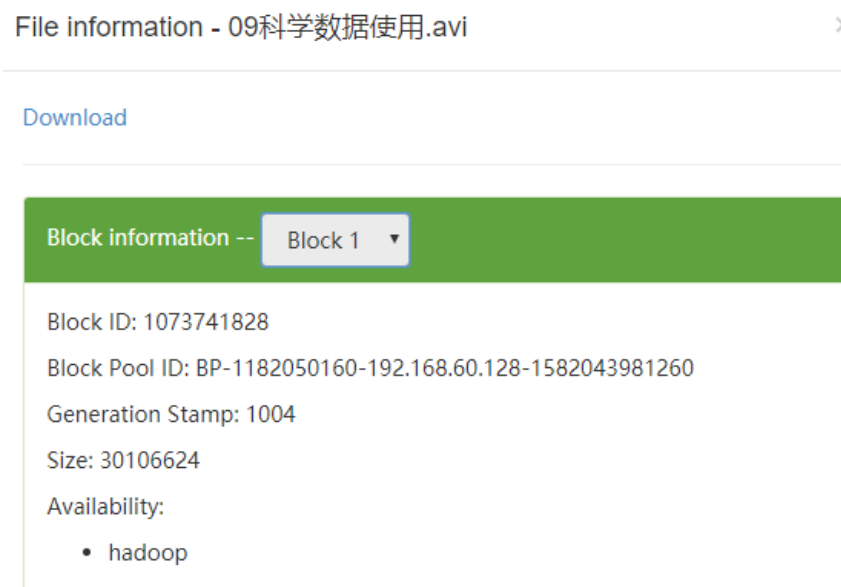 File information - 09科学数据使用.avi
Download
Block information -- Block 1
Block ID: 1073741828
Block Pool ID: BP-1182050160-192.168.60.128-1582043981260
Generation Stamp: 1004
Size: 30106624
Availability:
• hadoop